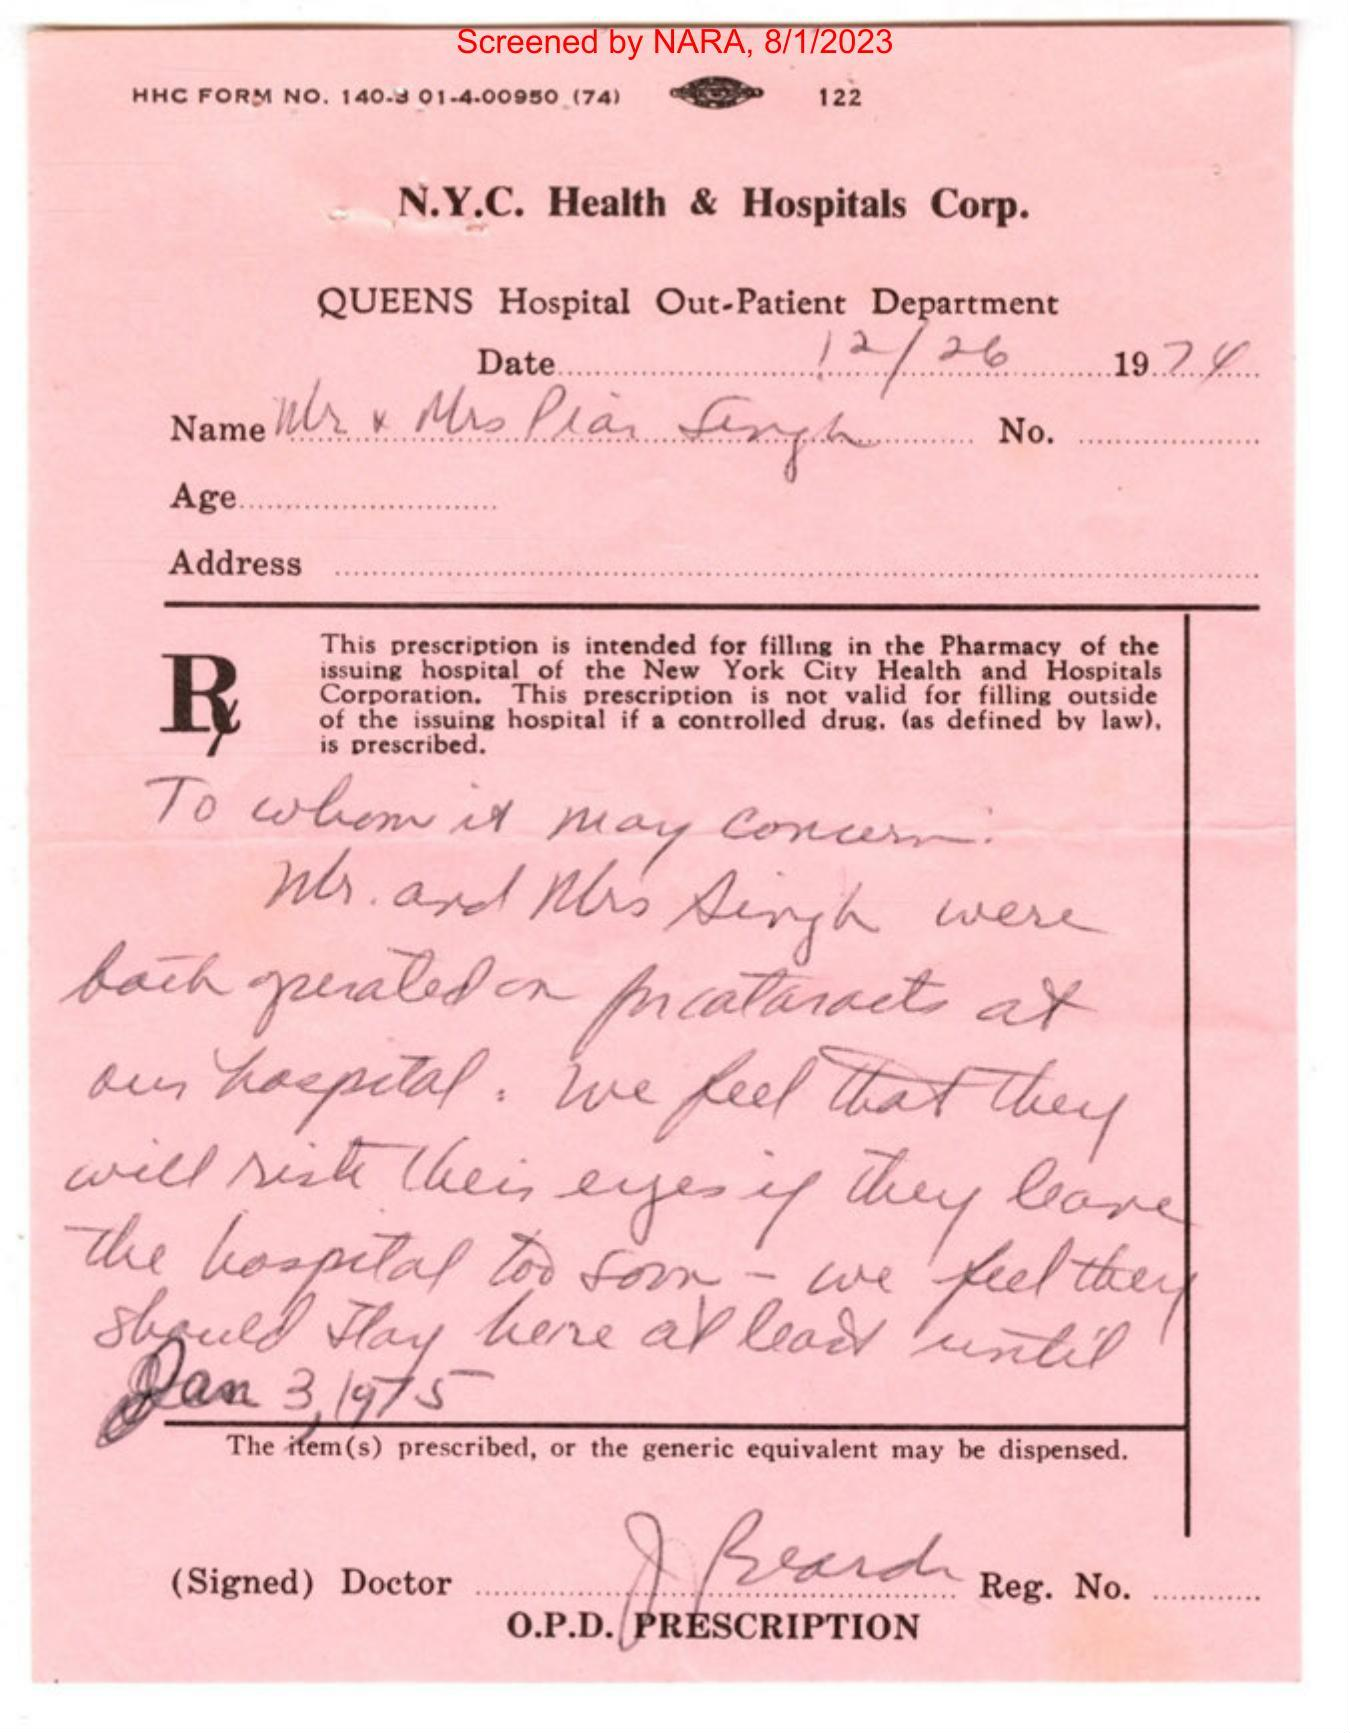 Screened by NARA, 8/1/2023
HHC FORM NO. 140-3 01-4-00950 (74) 122
N.Y.C. Health & Hospitals Corp.
QUEENS Hospital Out-Patient Department
Date 12/26 1974
Name Mr & Mrs Piar Singh No.
Age
Address
Rx
This prescription is intended for filling in the Pharmacy of the
issuing hospital of the New York City Health and Hospitals
Corporation. This prescription is not valid for filling outside
of the issuing hospital if a controlled drug, (as defined by law),
is prescribed.
To whom it may concern:
Mr. and Mrs Singh were
both operated on for cataracts at
our hospital. We feel that they
will risk their eyes if they leave
the hospital too soon - we feel they
should stay here at least until
Jan 3, 1975
The item(s) prescribed, or the generic equivalent may be dispensed.
(Signed) Doctor J Reg. No.
O.P.D. PRESCRIPTION